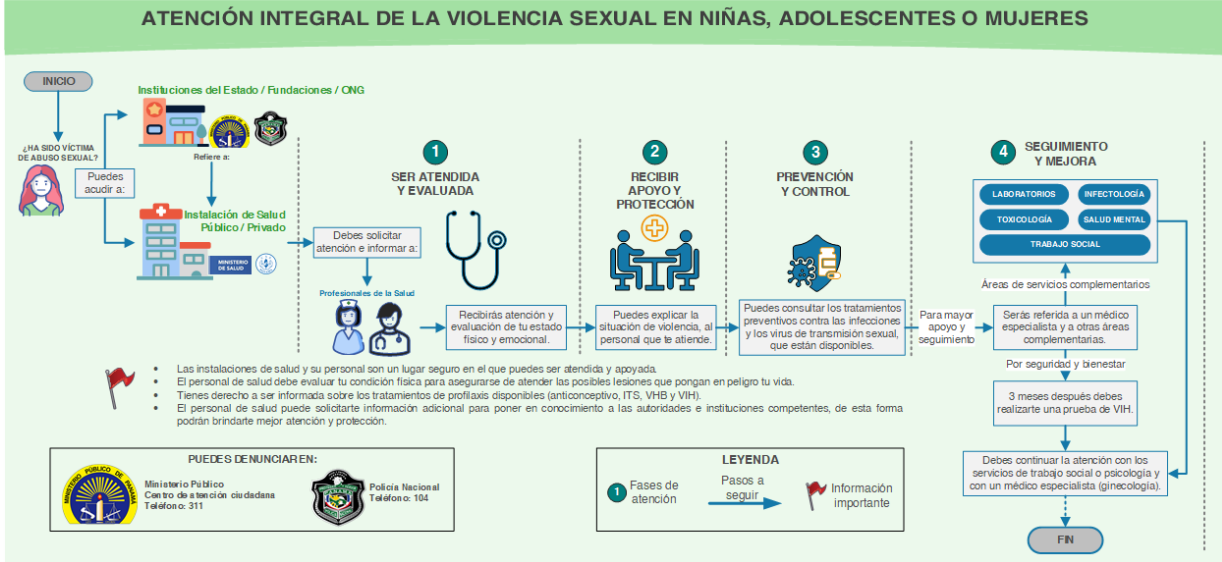 ATENCIÓN INTEGRAL DE LA VIOLENCIA SEXUAL EN NIÑAS, ADOLESCENTES O MUJERES
INICIO
¿HA SIDO VÍCTIMA
DE ABUSO SEXUAL?
Puedes
acudir a:
Instituciones del Estado / Fundaciones / ONG
Refiere a:
Instalación de Salud
Público / Privado
MINISTERIO
DE SALUD
1
SER ATENDIDA
Y EVALUADA
Debes solicitar
atención e informar a:
Profesionales de la Salud
Recibirás atención y
evaluación de tu estado
físico y emocional.
2
RECIBIR
APOYO Y
PROTECCIÓN
Puedes explicar la
situación de violencia, al
personal que te atiende.
3
PREVENCIÓN
Y CONTROL
Puedes consultar los tratamientos
preventivos contra las infecciones
y los virus de transmisión sexual,
que están disponibles.
Para mayor
apoyo y
seguimiento
4
SEGUIMIENTO
Y MEJORA
LABORATORIOS
INFECTOLOGÍA
TOXICOLOGÍA
SALUD MENTAL
TRABAJO SOCIAL
Áreas de servicios complementarios
Serás referida a un médico
especialista y a otras áreas
complementarias.
Por seguridad y bienestar
3 meses después debes
realizarte una prueba de VIH.
Debes continuar la atención con los
servicios de trabajo social o psicología y
con un médico especialista (ginecología).
FIN
• Las instalaciones de salud y su personal son un lugar seguro en el que puedes ser atendida y apoyada.
• El personal de salud debe evaluar tu condición física para asegurarse de atender las posibles lesiones que pongan en peligro tu vida.
• Tienes derecho a ser informada sobre los tratamientos de profilaxis disponibles (anticonceptivo, ITS, VHB y VIH).
• El personal de salud puede solicitarte información adicional para poner en conocimiento a las autoridades e instituciones competentes, de esta forma
podrán brindarte mejor atención y protección.
PUEDES DENUNCIAR EN:
MINISTERIO PÚBLICO DE PANAMÁ
Ministerio Público
Centro de atención ciudadana
Teléfono: 311
Policía Nacional
Teléfono: 104
LEYENDA
1
Fases de
atención
Pasos a
seguir
Información
importante